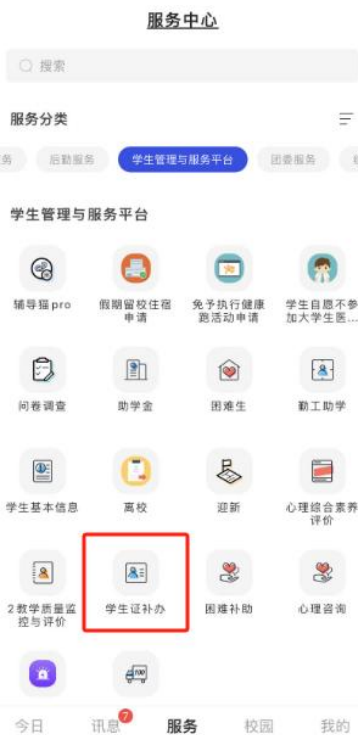 服务中心
搜索
服务分类
务 后勤服务 学生管理与服务平台 团委服务
学生管理与服务平台
辅导猫pro 假期留校住宿 免予执行健康 学生自愿不参
申请 跑活动申请 加大学生医...
问卷调查 助学金 困难生 勤工助学
学生基本信息 离校 迎新 心理综合素养
评价
2教学质量监 学生证补办 困难补助 心理咨询
控与评价
100
今日 讯息 7 服务 校园 我的